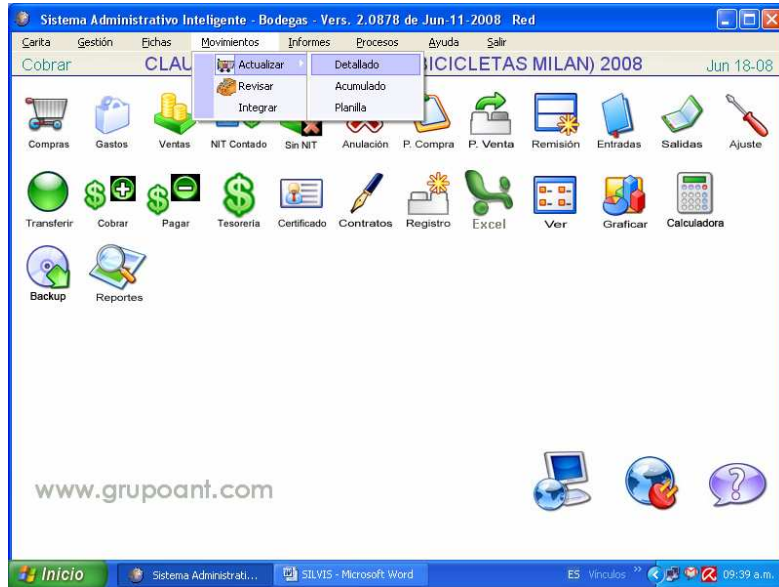 Sistema Administrativo Inteligente - Bodegas - Vers. 2.0878 de Jun-11-2008 Red
Carita Gestión Fichas Movimientos Informes Procesos Ayuda Salir
Cobrar CLAU BICICLETAS MILAN) 2008 Jun 18-08
Actualizar Detallado
Revisar Acumulado
Integrar Planilla
Compras Gastos Ventas NIT Contado Sin NIT Anulación P. Compra P. Venta Remisión Entradas Salidas Ajuste
Transferir Cobrar Pagar Tesorería Certificado Contratos Registro Excel Ver Graficar Calculadora
Backup Reportes
www.grupoant.com
Inicio Sistema Administrati... SILVIS - Microsoft Word ES Vínculos » 09:39 a.m.